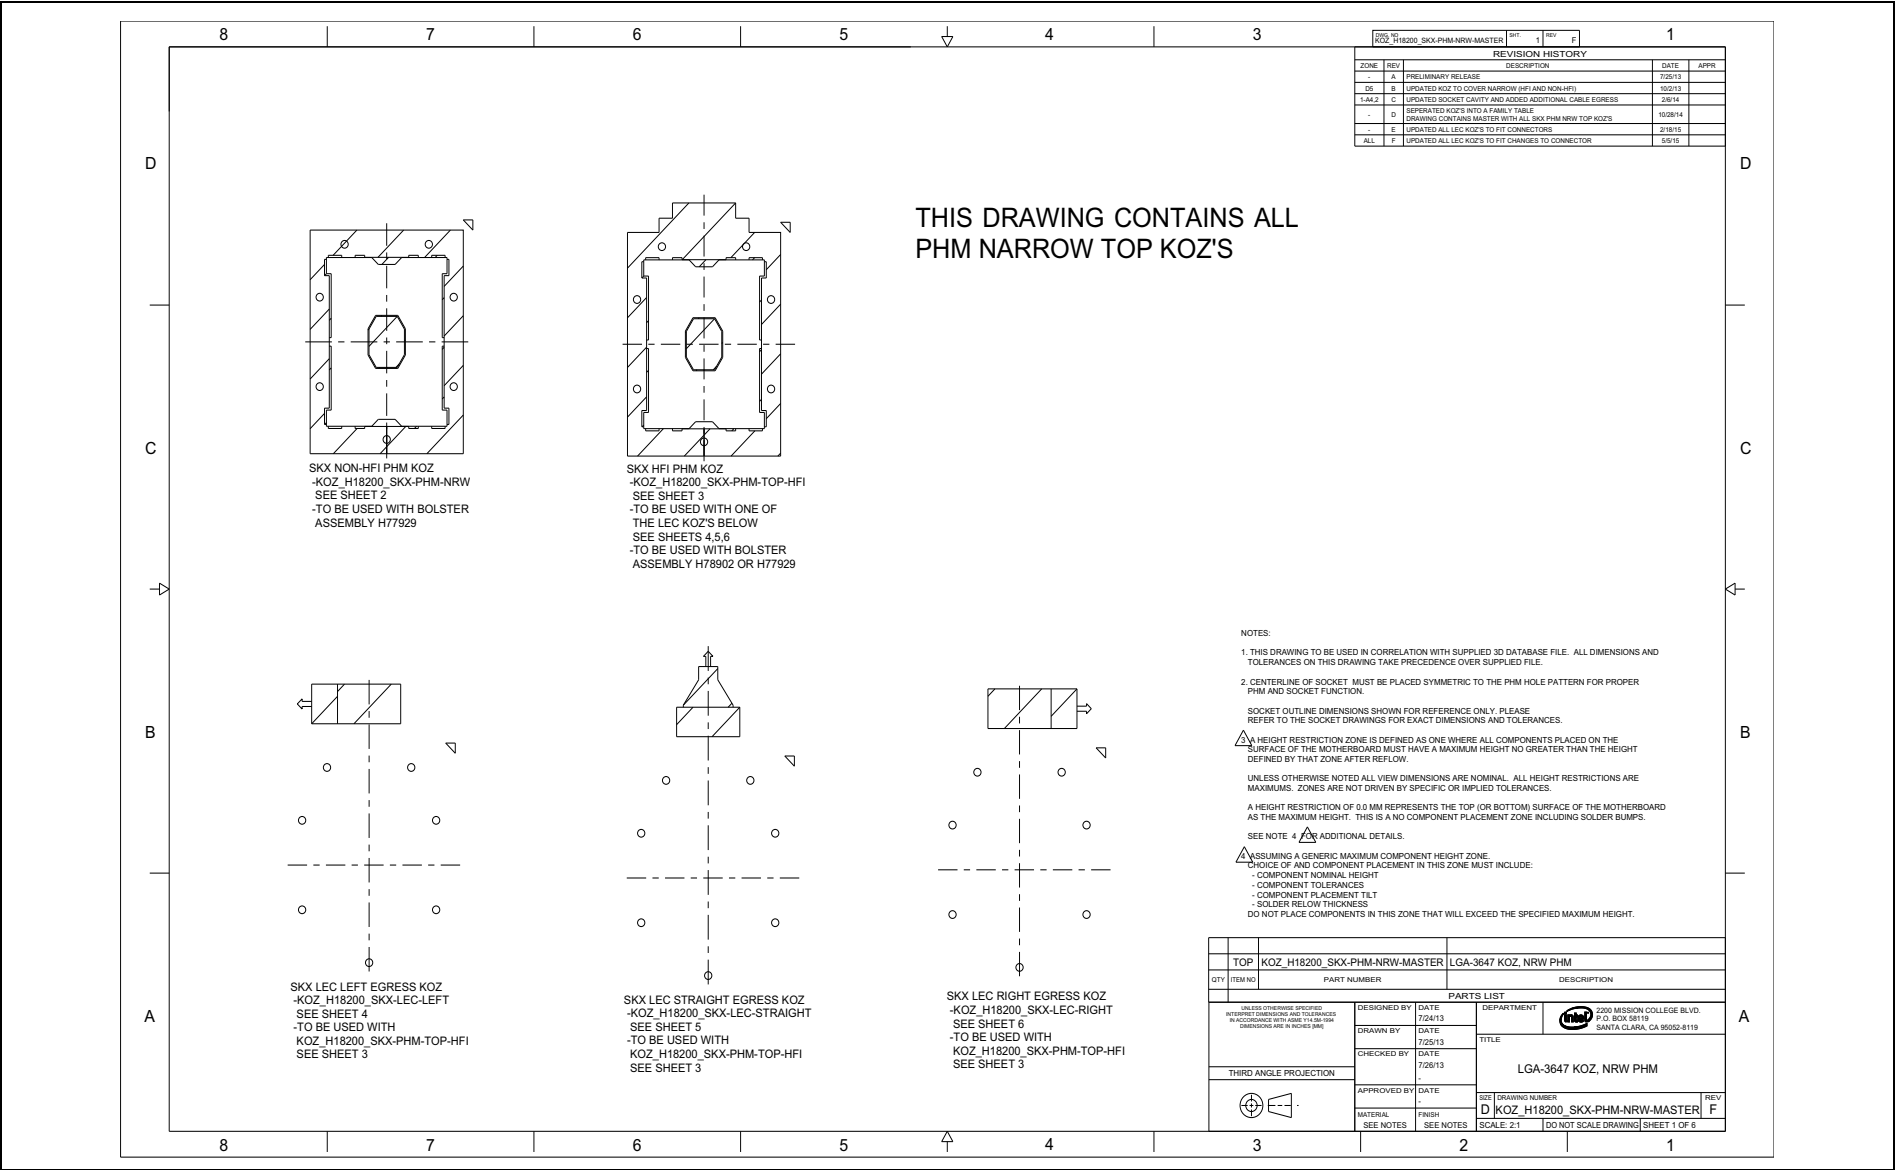 8 7 6 5 4 3 2 1
DWG. NO KOZ_H18200_SKX-PHM-NRW-MASTER SHT. 1 REV F
REVISION HISTORY
ZONE REV DESCRIPTION DATE APPR
- A PRELIMINARY RELEASE 7/25/13
D5 B UPDATED KOZ TO COVER NARROW (HFI AND NON-HFI) 10/2/13
1-A4,2 C UPDATED SOCKET CAVITY AND ADDED ADDITIONAL CABLE EGRESS 2/6/14
- D SEPERATED KOZ'S INTO A FAMILY TABLE
DRAWING CONTAINS MASTER WITH ALL SKX PHM NRW TOP KOZ'S 10/28/14
- E UPDATED ALL LEC KOZ'S TO FIT CONNECTORS 2/18/15
ALL F UPDATED ALL LEC KOZ'S TO FIT CHANGES TO CONNECTOR 5/5/15
D D
THIS DRAWING CONTAINS ALL
PHM NARROW TOP KOZ'S
C C
SKX NON-HFI PHM KOZ
-KOZ_H18200_SKX-PHM-NRW
SEE SHEET 2
-TO BE USED WITH BOLSTER
ASSEMBLY H77929
SKX HFI PHM KOZ
-KOZ_H18200_SKX-PHM-TOP-HFI
SEE SHEET 3
-TO BE USED WITH ONE OF
THE LEC KOZ'S BELOW
SEE SHEETS 4,5,6
-TO BE USED WITH BOLSTER
ASSEMBLY H78902 OR H77929
NOTES:
1. THIS DRAWING TO BE USED IN CORRELATION WITH SUPPLIED 3D DATABASE FILE. ALL DIMENSIONS AND
TOLERANCES ON THIS DRAWING TAKE PRECEDENCE OVER SUPPLIED FILE.
2. CENTERLINE OF SOCKET MUST BE PLACED SYMMETRIC TO THE PHM HOLE PATTERN FOR PROPER
PHM AND SOCKET FUNCTION.
SOCKET OUTLINE DIMENSIONS SHOWN FOR REFERENCE ONLY. PLEASE
REFER TO THE SOCKET DRAWINGS FOR EXACT DIMENSIONS AND TOLERANCES.
3. A HEIGHT RESTRICTION ZONE IS DEFINED AS ONE WHERE ALL COMPONENTS PLACED ON THE
SURFACE OF THE MOTHERBOARD MUST HAVE A MAXIMUM HEIGHT NO GREATER THAN THE HEIGHT
DEFINED BY THAT ZONE AFTER REFLOW.
UNLESS OTHERWISE NOTED ALL VIEW DIMENSIONS ARE NOMINAL. ALL HEIGHT RESTRICTIONS ARE
MAXIMUMS. ZONES ARE NOT DRIVEN BY SPECIFIC OR IMPLIED TOLERANCES.
A HEIGHT RESTRICTION OF 0.0 MM REPRESENTS THE TOP (OR BOTTOM) SURFACE OF THE MOTHERBOARD
AS THE MAXIMUM HEIGHT. THIS IS A NO COMPONENT PLACEMENT ZONE INCLUDING SOLDER BUMPS.
SEE NOTE 4 FOR ADDITIONAL DETAILS.
4. ASSUMING A GENERIC MAXIMUM COMPONENT HEIGHT ZONE.
CHOICE OF AND COMPONENT PLACEMENT IN THIS ZONE MUST INCLUDE:
- COMPONENT NOMINAL HEIGHT
- COMPONENT TOLERANCES
- COMPONENT PLACEMENT TILT
- SOLDER RELOW THICKNESS
DO NOT PLACE COMPONENTS IN THIS ZONE THAT WILL EXCEED THE SPECIFIED MAXIMUM HEIGHT.
B B
SKX LEC LEFT EGRESS KOZ
-KOZ_H18200_SKX-LEC-LEFT
SEE SHEET 4
-TO BE USED WITH
KOZ_H18200_SKX-PHM-TOP-HFI
SEE SHEET 3
SKX LEC STRAIGHT EGRESS KOZ
-KOZ_H18200_SKX-LEC-STRAIGHT
SEE SHEET 5
-TO BE USED WITH
KOZ_H18200_SKX-PHM-TOP-HFI
SEE SHEET 3
SKX LEC RIGHT EGRESS KOZ
-KOZ_H18200_SKX-LEC-RIGHT
SEE SHEET 6
-TO BE USED WITH
KOZ_H18200_SKX-PHM-TOP-HFI
SEE SHEET 3
A A
TOP KOZ_H18200_SKX-PHM-NRW-MASTER LGA-3647 KOZ, NRW PHM
QTY ITEM NO PART NUMBER DESCRIPTION
PARTS LIST
UNLESS OTHERWISE SPECIFIED
INTERPRET DIMENSIONS AND TOLERANCES
IN ACCORDANCE WITH ASME Y14.5M-1994
DIMENSIONS ARE IN INCHES [MM]
THIRD ANGLE PROJECTION
DESIGNED BY DATE
7/24/13
DRAWN BY DATE
7/25/13
CHECKED BY DATE
7/26/13
-
APPROVED BY DATE
-
MATERIAL FINISH
SEE NOTES SEE NOTES
DEPARTMENT
intel
2200 MISSION COLLEGE BLVD.
P.O. BOX 58119
SANTA CLARA, CA 95052-8119
TITLE
LGA-3647 KOZ, NRW PHM
SIZE DRAWING NUMBER REV
D KOZ_H18200_SKX-PHM-NRW-MASTER F
SCALE: 2:1 DO NOT SCALE DRAWING SHEET 1 OF 6
8 7 6 5 4 3 2 1